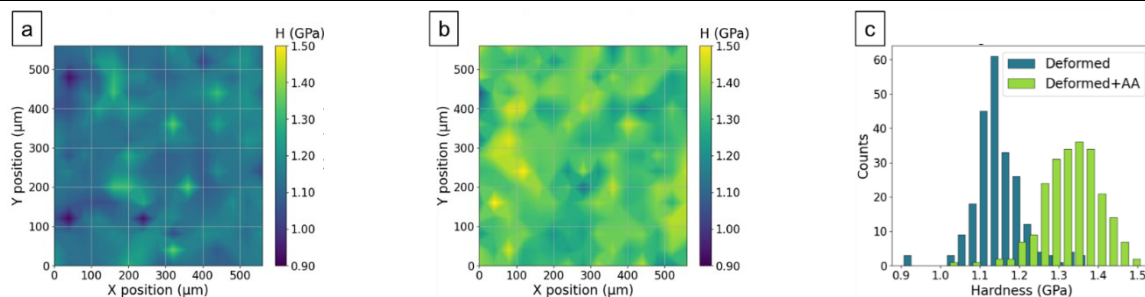 a
H (GPa)
1.50
1.40
1.30
1.20
1.10
1.00
0.90
500
400
300
200
100
0
0 100 200 300 400 500
X position (µm)
Y position (µm)
b
H (GPa)
1.50
1.40
1.30
1.20
1.10
1.00
0.90
500
400
300
200
100
0
0 100 200 300 400 500
X position (µm)
Y position (µm)
c
Deformed
Deformed+AA
60
50
40
30
20
10
0
0.9 1.0 1.1 1.2 1.3 1.4 1.5
Hardness (GPa)
Counts